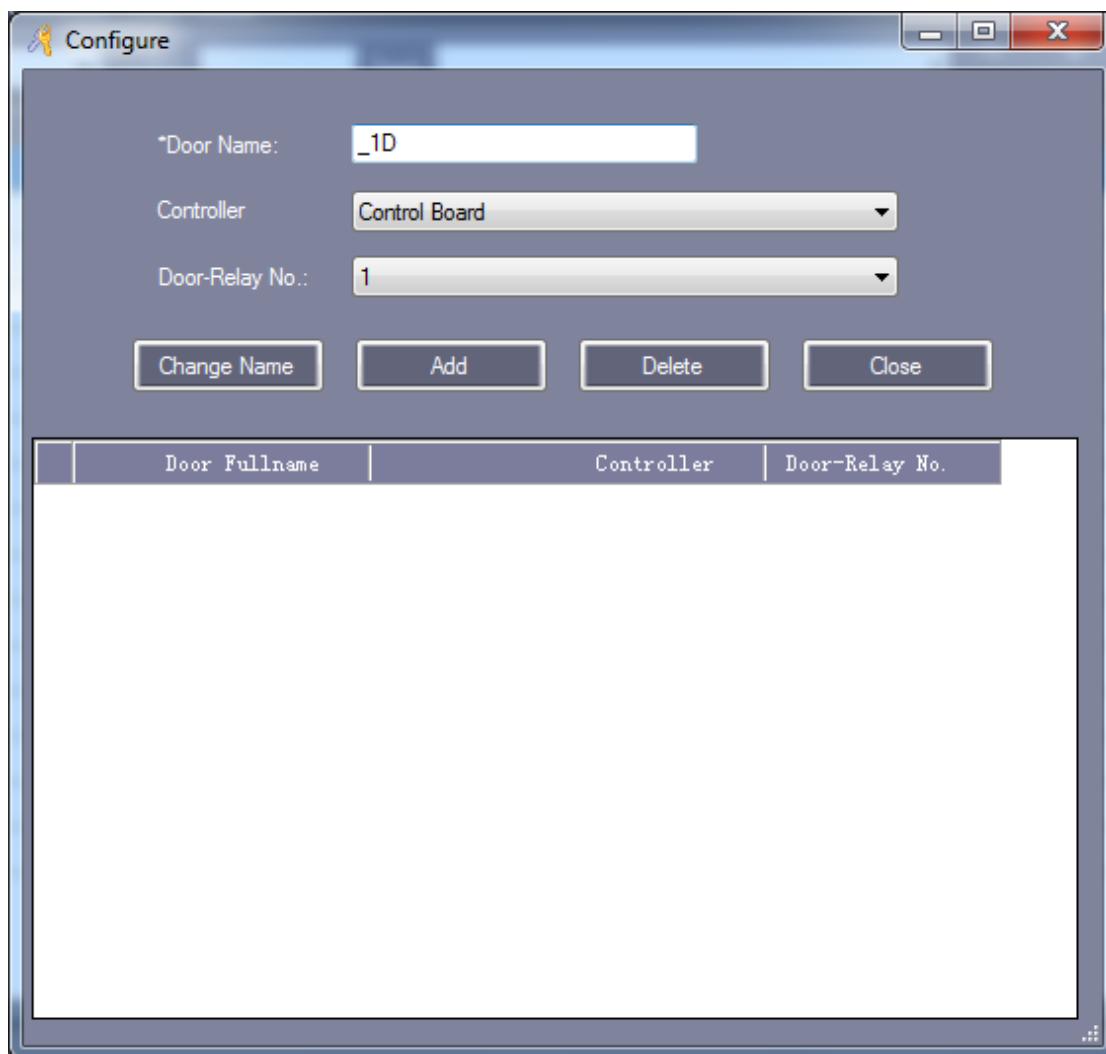 Configure
*Door Name: _1D
Controller Control Board
Door-Relay No.: 1
Change Name Add Delete Close
Door Fullname Controller Door-Relay No.